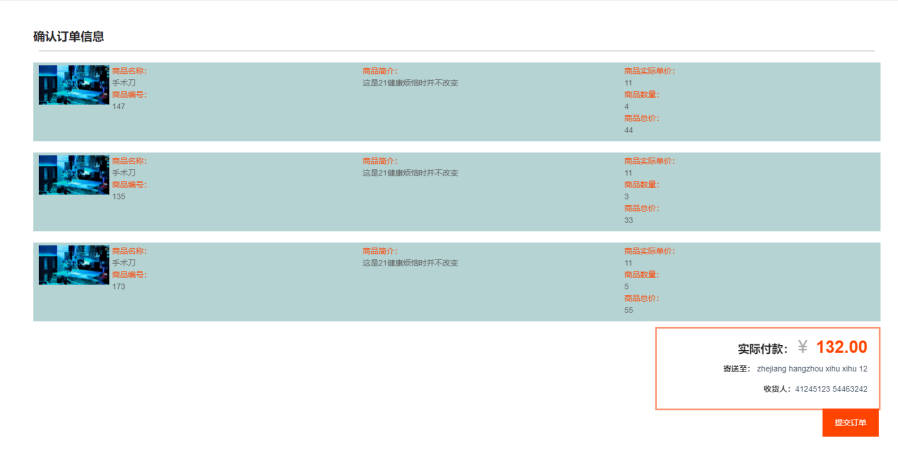 确认订单信息
商品名称：
手术刀
商品编号：
147
商品简介：
这是21健康烦恼时并不改变
商品实际单价：
11
商品数量：
4
商品总价：
44
商品名称：
手术刀
商品编号：
135
商品简介：
这是21健康烦恼时并不改变
商品实际单价：
11
商品数量：
3
商品总价：
33
商品名称：
手术刀
商品编号：
173
商品简介：
这是21健康烦恼时并不改变
商品实际单价：
11
商品数量：
5
商品总价：
55
实际付款：￥ 132.00
寄送至： zhejiang hangzhou xihu xihu 12
收货人：41245123 54463242
提交订单